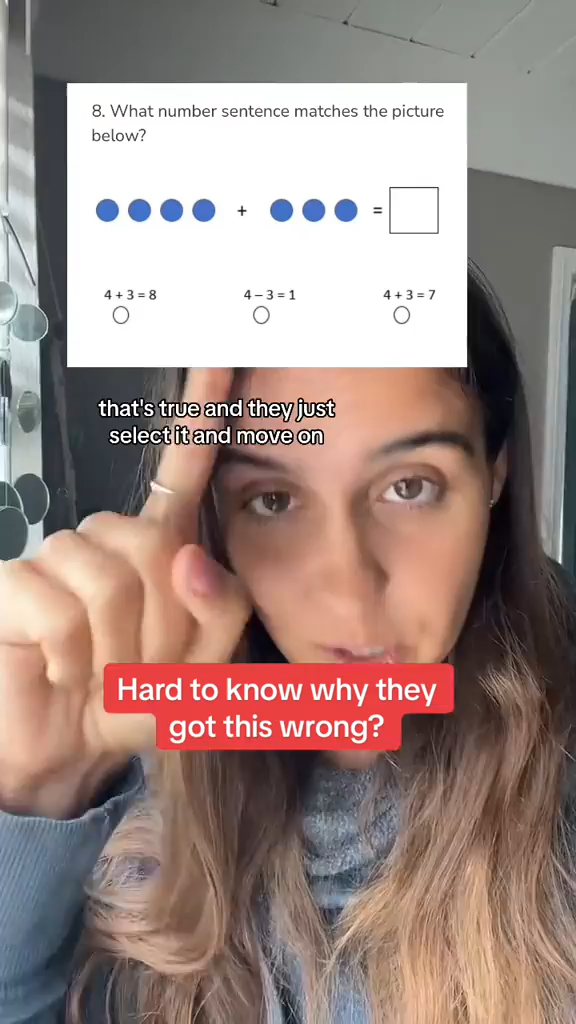 8. What number sentence matches the picture
below?
+ =
4 + 3 = 8 4 – 3 = 1 4 + 3 = 7
that's true and they just
select it and move on
Hard to know why they
got this wrong?